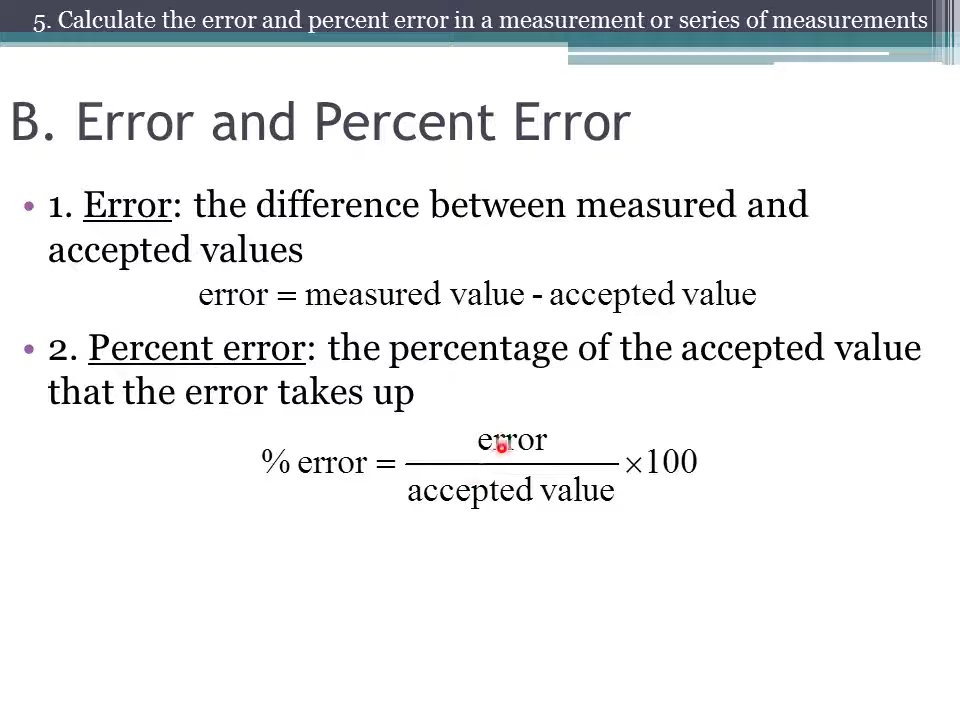 5. Calculate the error and percent error in a measurement or series of measurements
B. Error and Percent Error
• 1. Error: the difference between measured and
accepted values
error = measured value - accepted value
• 2. Percent error: the percentage of the accepted value
that the error takes up
error
% error = ×100
accepted value